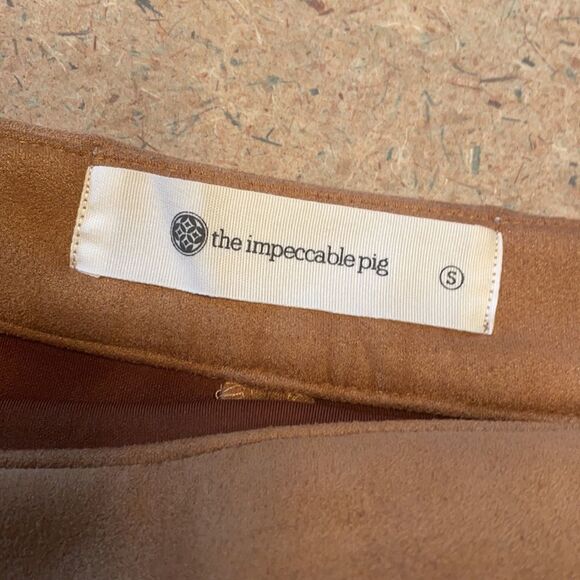 the impeccable pig S